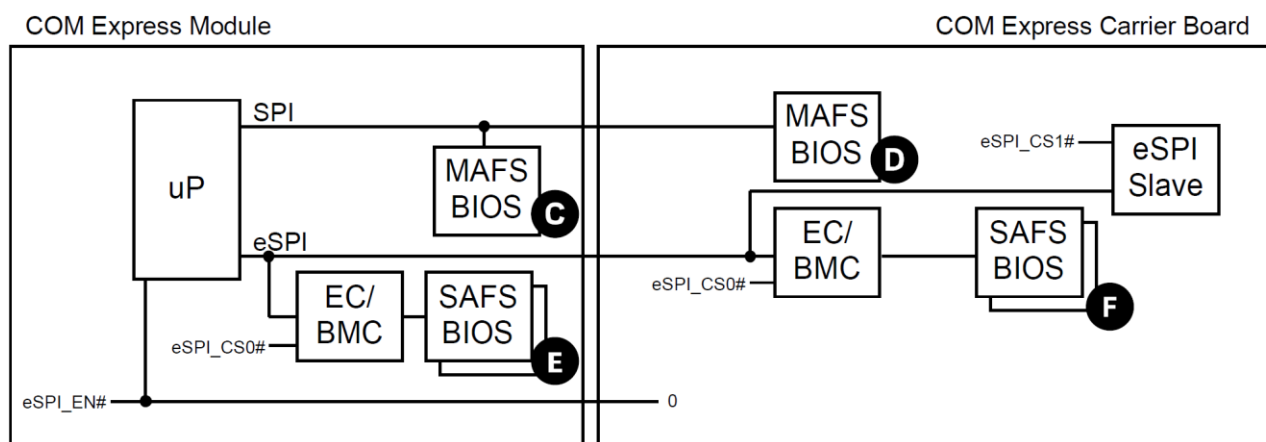 COM Express Module
COM Express Carrier Board
uP
SPI
MAFS
BIOS
C
eSPI
EC/
BMC
eSPI_CS0#
SAFS
BIOS
E
eSPI_EN#
0
MAFS
BIOS
D
eSPI_CS1#
eSPI
Slave
EC/
BMC
eSPI_CS0#
SAFS
BIOS
F